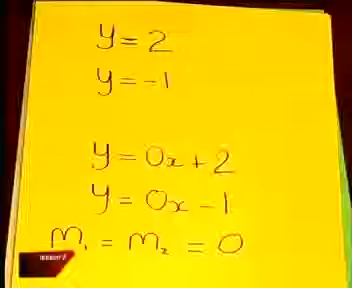 y = 2
y = -1
y = 0x + 2
y = 0x - 1
m₁ = m₂ = 0